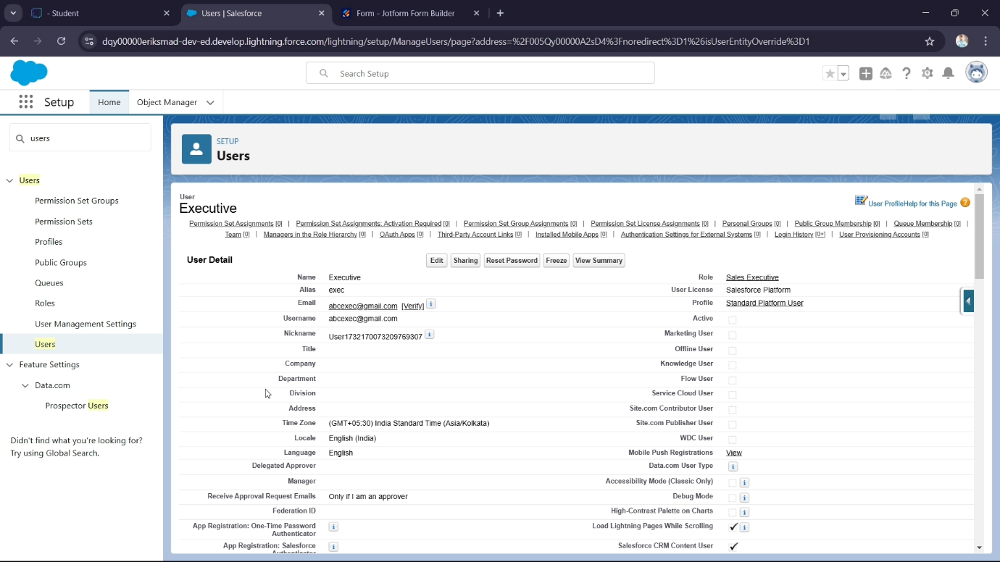 - Student
Users | Salesforce
Form - Jotform Form Builder
dqy00000eriksmad-dev-ed.develop.lightning.force.com/lightning/setup/ManageUsers/page?address=%2F005Qy00000A2sD4%3Fnoredirect%3D1%26isUserEntityOverride%3D1
Search Setup
Setup
Home
Object Manager
users
Users
Permission Set Groups
Permission Sets
Profiles
Public Groups
Queues
Roles
User Management Settings
Users
Feature Settings
Data.com
Prospector Users
Didn't find what you're looking for?
Try using Global Search.
SETUP
Users
User
Executive
User Profile Help for this Page
Permission Set Assignments [0] | Permission Set Assignments: Activation Required [0] | Permission Set Group Assignments [0] | Permission Set License Assignments [0] | Personal Groups [0] | Public Group Membership [0] | Queue Membership [0] |
Team [0] | Managers in the Role Hierarchy [0] | OAuth Apps [0] | Third-Party Account Links [0] | Installed Mobile Apps [0] | Authentication Settings for External Systems [0] | Login History [0+] | User Provisioning Accounts [0]
User Detail
Edit Sharing Reset Password Freeze View Summary
Name Executive Role Sales Executive
Alias exec User License Salesforce Platform
Email abcexec@gmail.com [Verify] i Profile Standard Platform User
Username abcexec@gmail.com Active
Nickname User1732170073209769307 i Marketing User
Title Offline User
Company Knowledge User
Department Flow User
Division Service Cloud User
Address Site.com Contributor User
Time Zone (GMT+05:30) India Standard Time (Asia/Kolkata) Site.com Publisher User
Locale English (India) WDC User
Language English Mobile Push Registrations View
Delegated Approver Data.com User Type i
Manager Accessibility Mode (Classic Only) i
Receive Approval Request Emails Only if I am an approver Debug Mode i
Federation ID High-Contrast Palette on Charts i
App Registration: One-Time Password i Load Lightning Pages While Scrolling i
Authenticator
App Registration: Salesforce i Salesforce CRM Content User
Authenticator